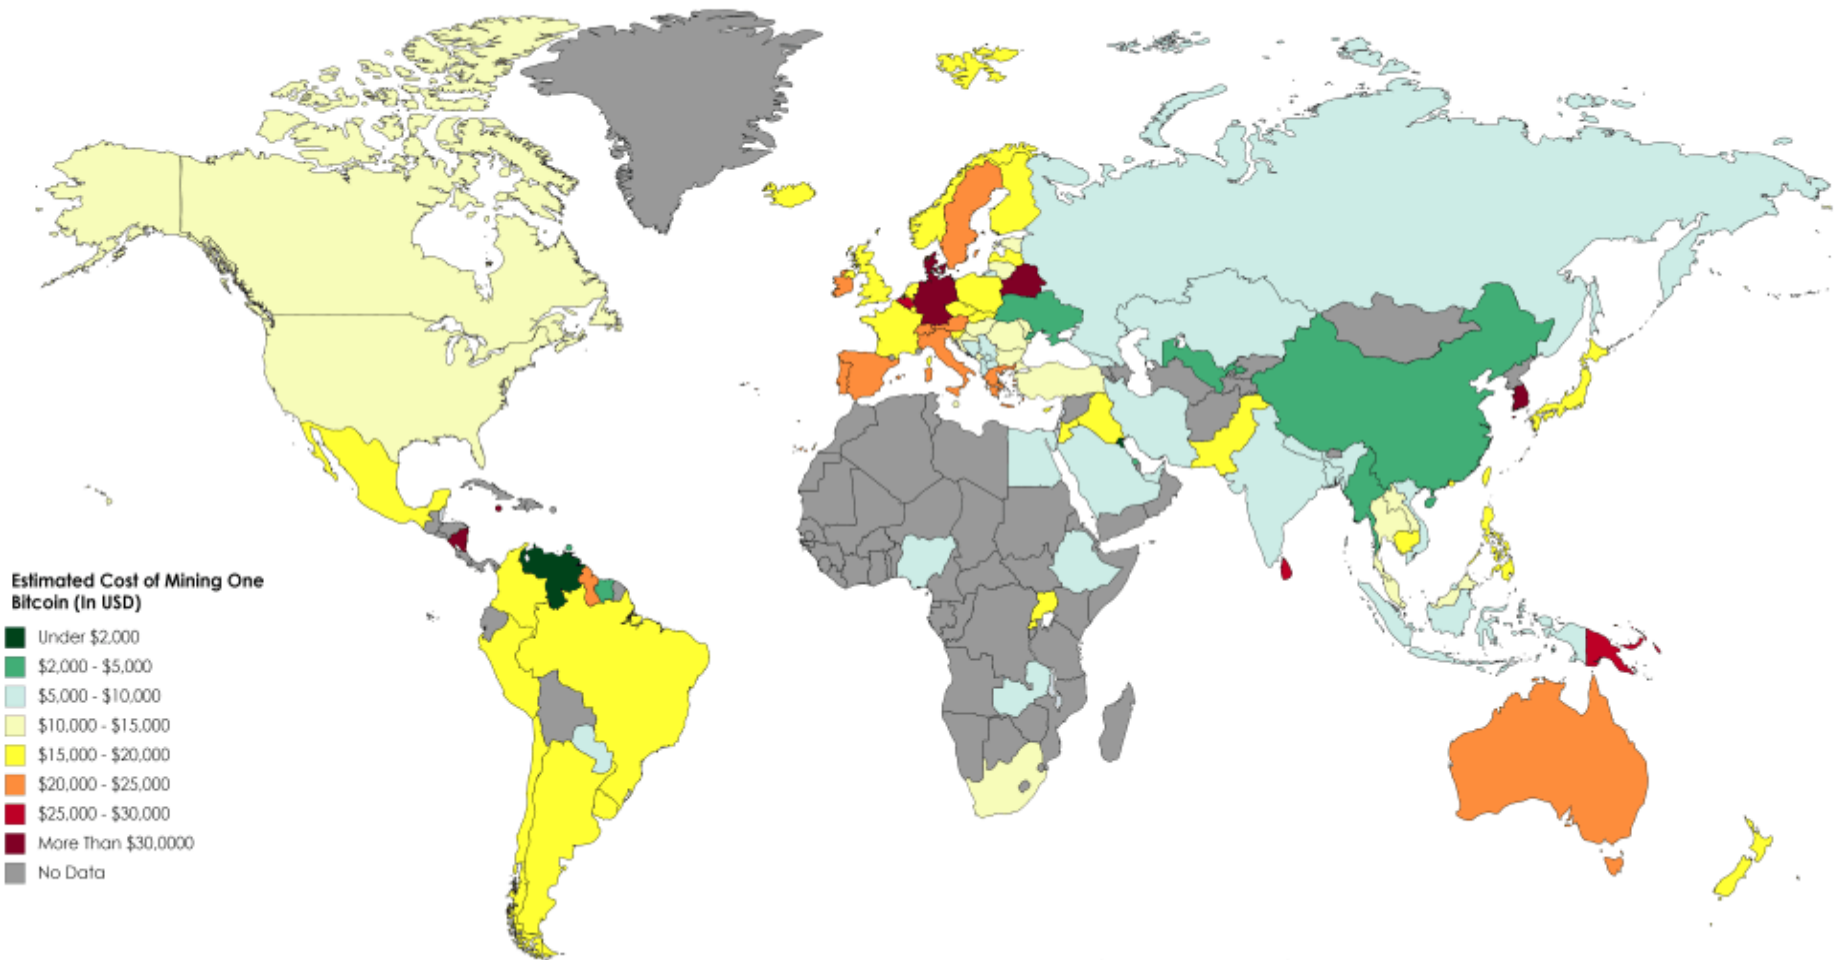 Estimated Cost of Mining One
Bitcoin (In USD)
Under $2,000
$2,000 - $5,000
$5,000 - $10,000
$10,000 - $15,000
$15,000 - $20,000
$20,000 - $25,000
$25,000 - $30,000
More Than $30,0000
No Data